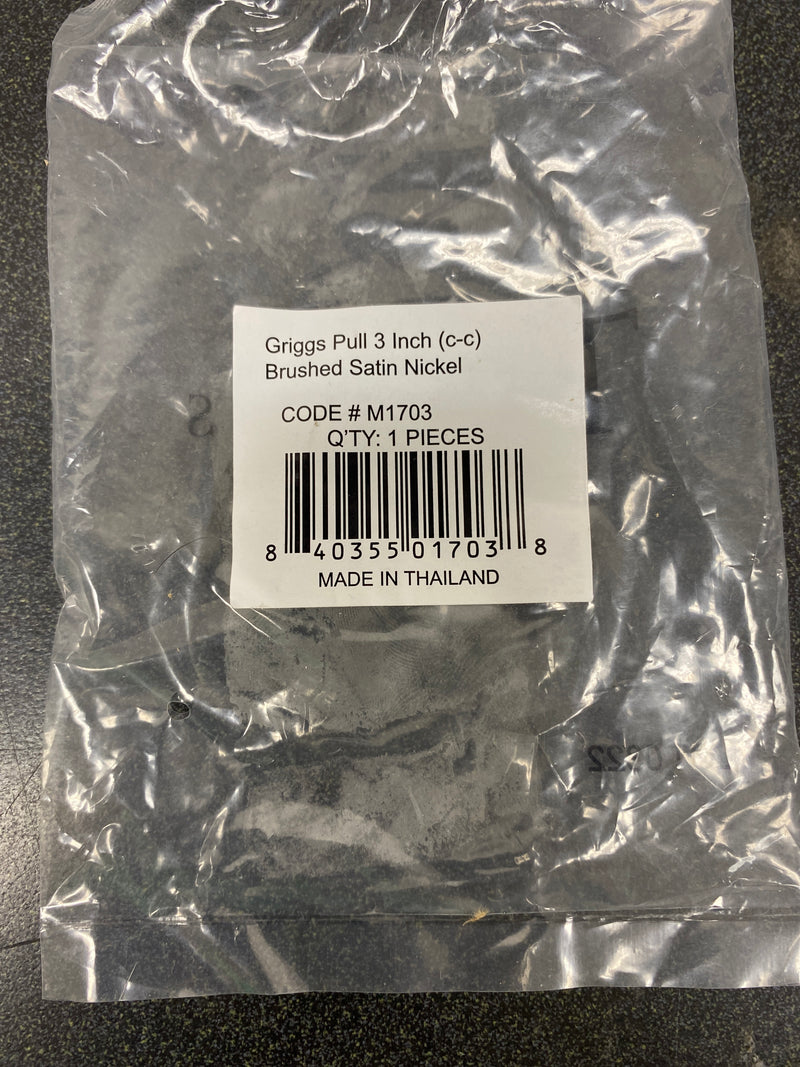 Griggs Pull 3 Inch (c-c)
Brushed Satin Nickel
CODE # M1703
Q'TY: 1 PIECES
8 40355 01703 8
MADE IN THAILAND